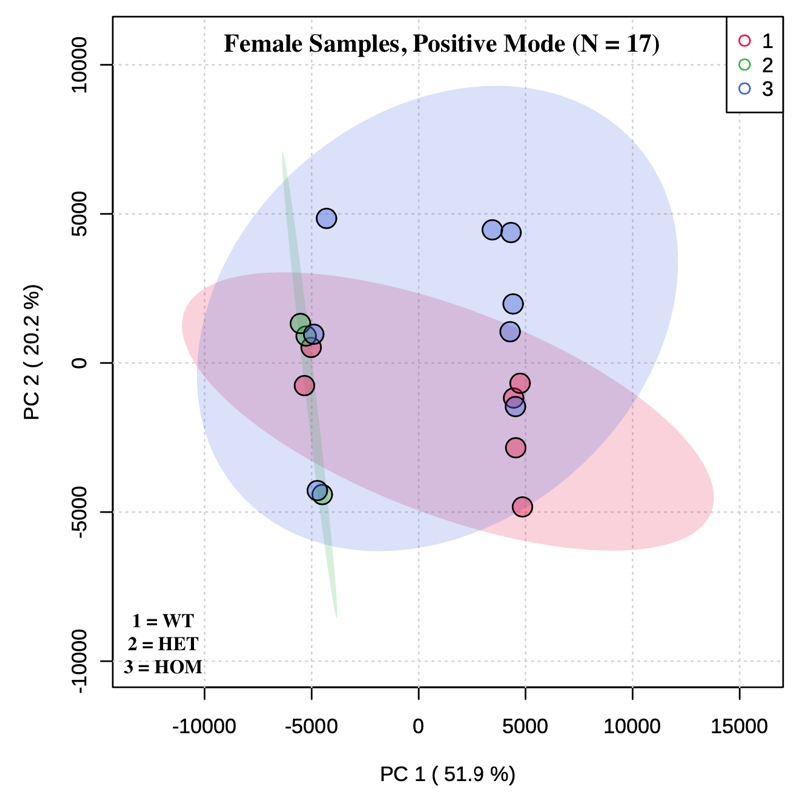 Female Samples, Positive Mode (N = 17)
1
2
3
10000
5000
0
-5000
-10000
PC 2 ( 20.2 %)
1 = WT
2 = HET
3 = HOM
-10000
-5000
0
5000
10000
15000
PC 1 ( 51.9 %)